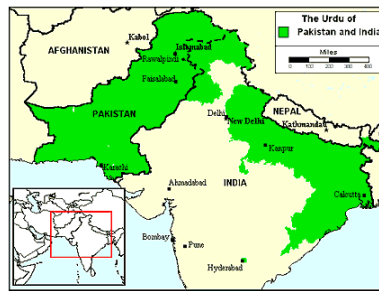 The Urdu of
Pakistan and India
Miles
0 100 200 300 400
AFGHANISTAN
Kabul
Islamabad
Rawalpindi
Faisalabad
PAKISTAN
Delhi
New Delhi
NEPAL
Kathmandau
Karachi
Kanpur
Ahmadabad
INDIA
Calcutta
Bombay
Pune
Hyderabad